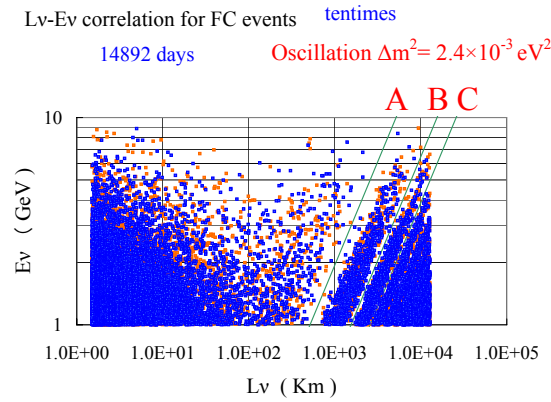 Lν-Eν correlation for FC events tentimes
14892 days Oscillation Δm²= 2.4×10⁻³ eV²
A B C
10
Eν ( GeV )
1
1.0E+00 1.0E+01 1.0E+02 1.0E+03 1.0E+04 1.0E+05
Lν ( Km )